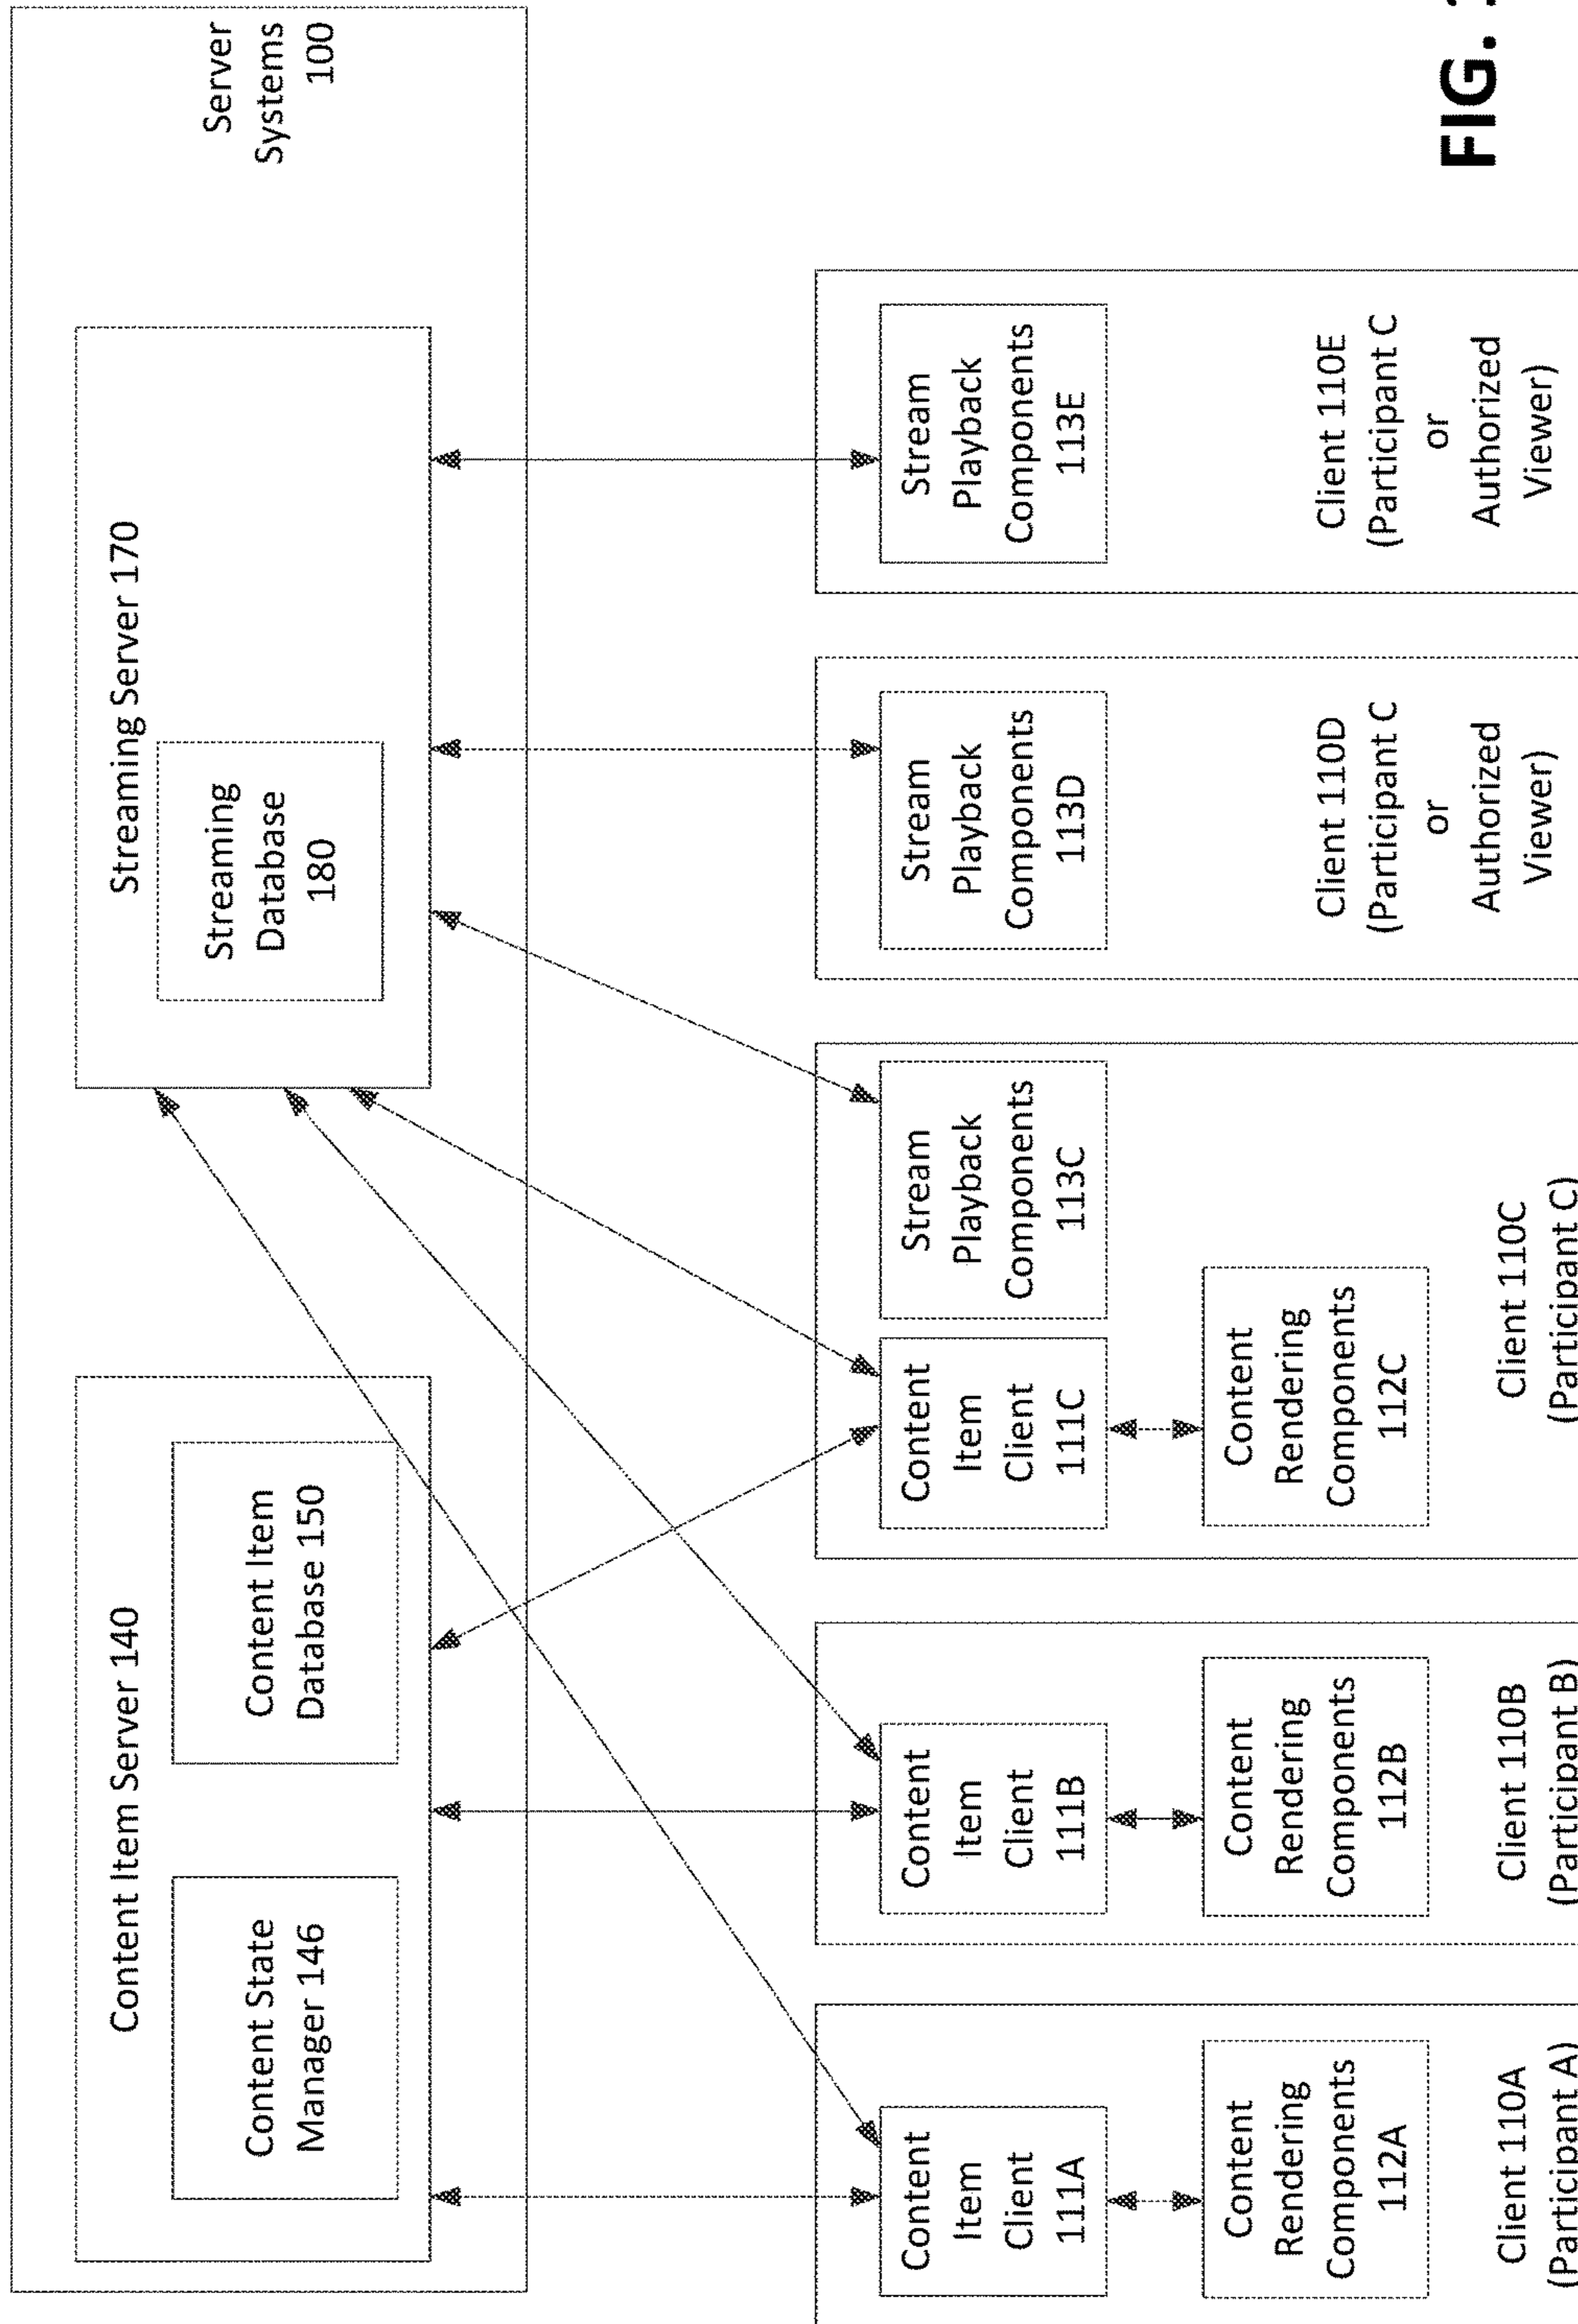 Server
Systems
100
Content Item Server 140
Content State
Manager 146
Content Item
Database 150
Streaming Server 170
Streaming
Database
180
Content
Item
Client
111A
Content
Rendering
Components
112A
Client 110A
(Participant A)
Content
Item
Client
111B
Content
Rendering
Components
112B
Client 110B
(Participant B)
Content
Item
Client
111C
Stream
Playback
Components
113C
Content
Rendering
Components
112C
Client 110C
(Participant C)
Stream
Playback
Components
113D
Client 110D
(Participant C
or
Authorized
Viewer)
Stream
Playback
Components
113E
Client 110E
(Participant C
or
Authorized
Viewer)
FIG.